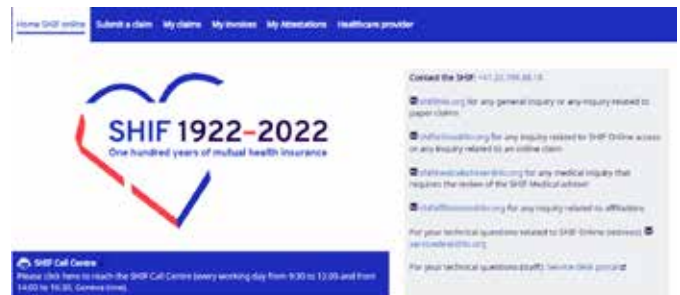 Home SHIF online Submit a claim My claims My invoices My Attestations Healthcare provider
SHIF 1922–2022
One hundred years of mutual health insurance
SHIF Call Centre
Please click here to reach the SHIF Call Centre (every working day from 9:30 to 12:00 and from
14:00 to 16:30, Geneva time).
Contact the SHIF:
for any general inquiry or any inquiry related to
paper claims
for any inquiry related to SHIF Online access
or any inquiry related to an online claim
for any medical inquiry that
requires the review of the SHIF Medical adviser
for any inquiry related to affiliations
For your technical questions related to SHIF Online (retirees):
For your technical questions (staff): Service desk portal